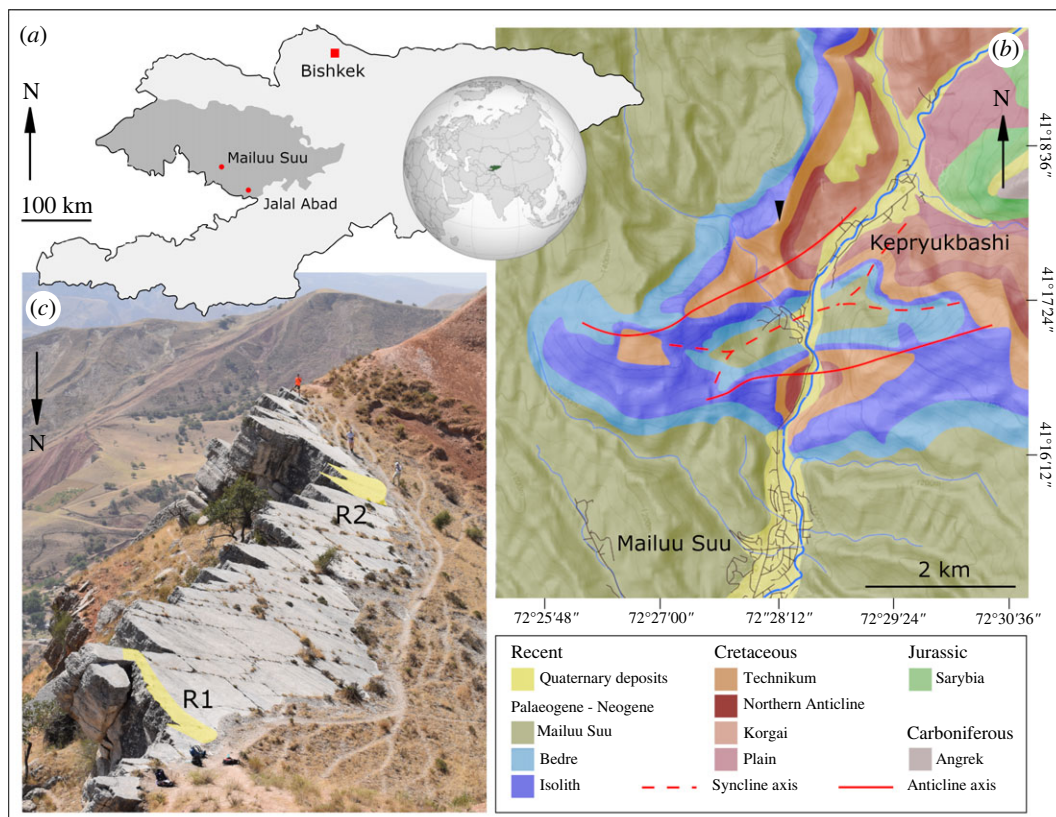 (a)
Bishkek
N
Mailuu Suu
Jalal Abad
100 km
(b)
N
Kepryukbashi
Mailuu Suu
2 km
41°18′36″
41°17′24″
41°16′12″
72°25′48″
72°27′00″
72°28′12″
72°29′24″
72°30′36″
(c)
N
R2
R1
Recent
Quaternary deposits
Palaeogene - Neogene
Mailuu Suu
Bedre
Isolith
Cretaceous
Technikum
Northern Anticline
Korgai
Plain
Jurassic
Sarybia
Carboniferous
Angrek
Syncline axis
Anticline axis